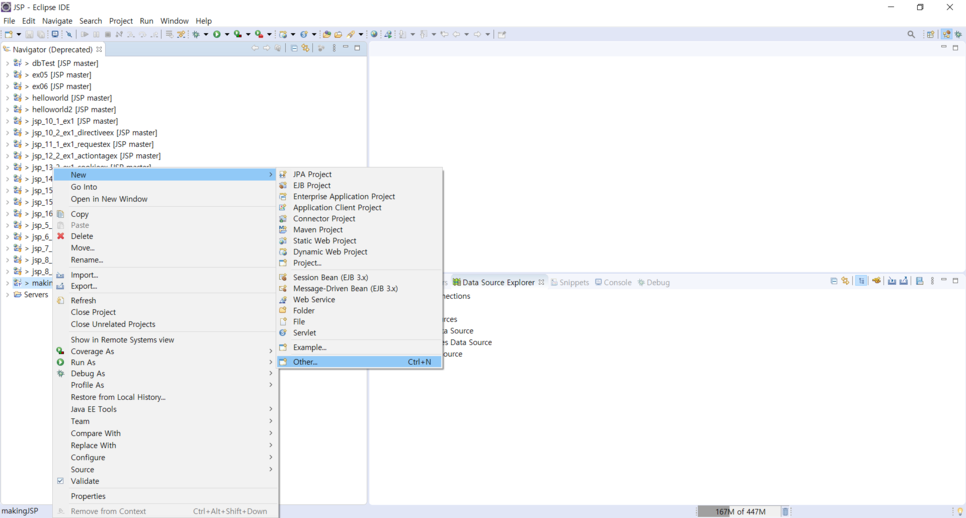 JSP - Eclipse IDE
File Edit Navigate Search Project Run Window Help
Navigator (Deprecated)
> dbTest [JSP master]
> ex05 [JSP master]
> ex06 [JSP master]
> helloworld [JSP master]
> helloworld2 [JSP master]
> jsp_10_1_ex1 [JSP master]
> jsp_10_2_ex1_directiveex [JSP master]
> jsp_11_1_ex1_requestex [JSP master]
> jsp_12_2_ex1_actiontagex [JSP master]
> jsp_14
> jsp_15
> jsp_15
> jsp_16
> jsp_5_
> jsp_6_
> jsp_7_
> jsp_8_
> jsp_8_
> makin
Servers
New
Go Into
Open in New Window
Copy
Paste
Delete
Move...
Rename...
Import...
Export...
Refresh
Close Project
Close Unrelated Projects
Show in Remote Systems view
Coverage As
Run As
Debug As
Profile As
Restore from Local History...
Java EE Tools
Team
Compare With
Replace With
Configure
Source
Validate
Properties
Remove from Context Ctrl+Alt+Shift+Down
JPA Project
EJB Project
Enterprise Application Project
Application Client Project
Connector Project
Maven Project
Static Web Project
Dynamic Web Project
Project...
Session Bean (EJB 3.x)
Message-Driven Bean (EJB 3.x)
Web Service
Folder
File
Servlet
Example...
Other... Ctrl+N
rs Data Source Explorer Snippets Console Debug
nections
rces
ta Source
es Data Source
ource
makingJSP
167M of 447M